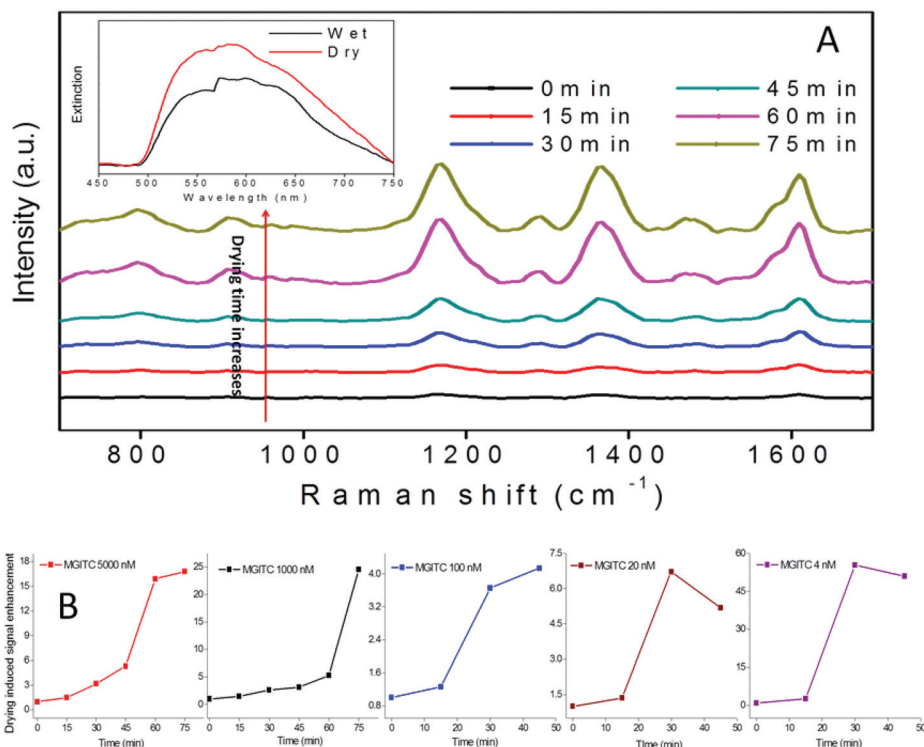 A
Wet
Dry
Extinction
450 500 550 600 650 700 750
Wavelength (nm)
0 min
15 min
30 min
45 min
60 min
75 min
Intensity (a.u.)
Drying time increases
800 1000 1200 1400 1600
Raman shift (cm⁻¹)
B
Drying induced signal enhancement
MGITC 5000 nM
18
15
12
9
6
3
0
0 15 30 45 60 75
Time (min)
MGITC 1000 nM
25
20
15
10
5
0
0 15 30 45 60 75
Time (min)
MGITC 100 nM
4.0
3.2
2.4
1.6
0.8
0 10 20 30 40 50
Time (min)
MGITC 20 nM
7.5
6.0
4.5
3.0
1.5
0 10 20 30 40 50
Time (min)
MGITC 4 nM
60
45
30
15
0
0 10 20 30 40 50
Time (min)